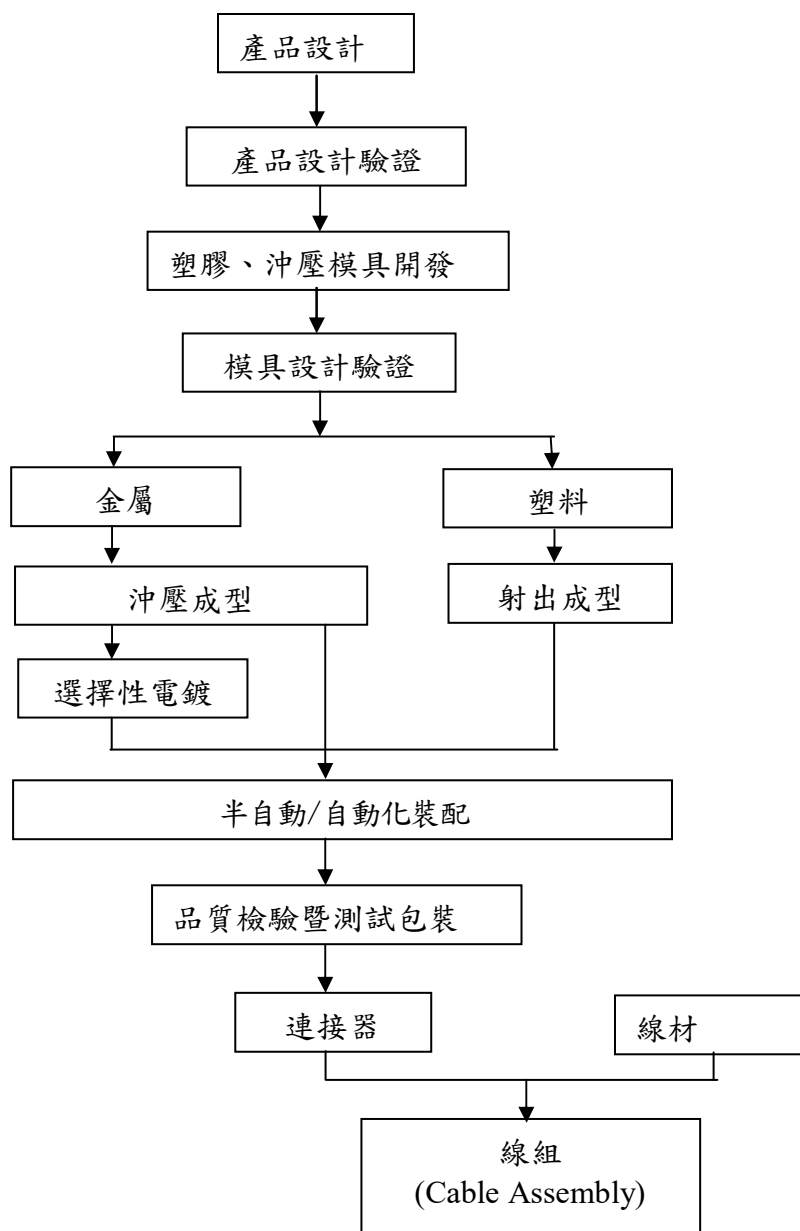 產品設計
產品設計驗證
塑膠、沖壓模具開發
模具設計驗證
金屬
塑料
沖壓成型
射出成型
選擇性電鍍
半自動/自動化裝配
品質檢驗暨測試包裝
連接器
線材
線組
(Cable Assembly)